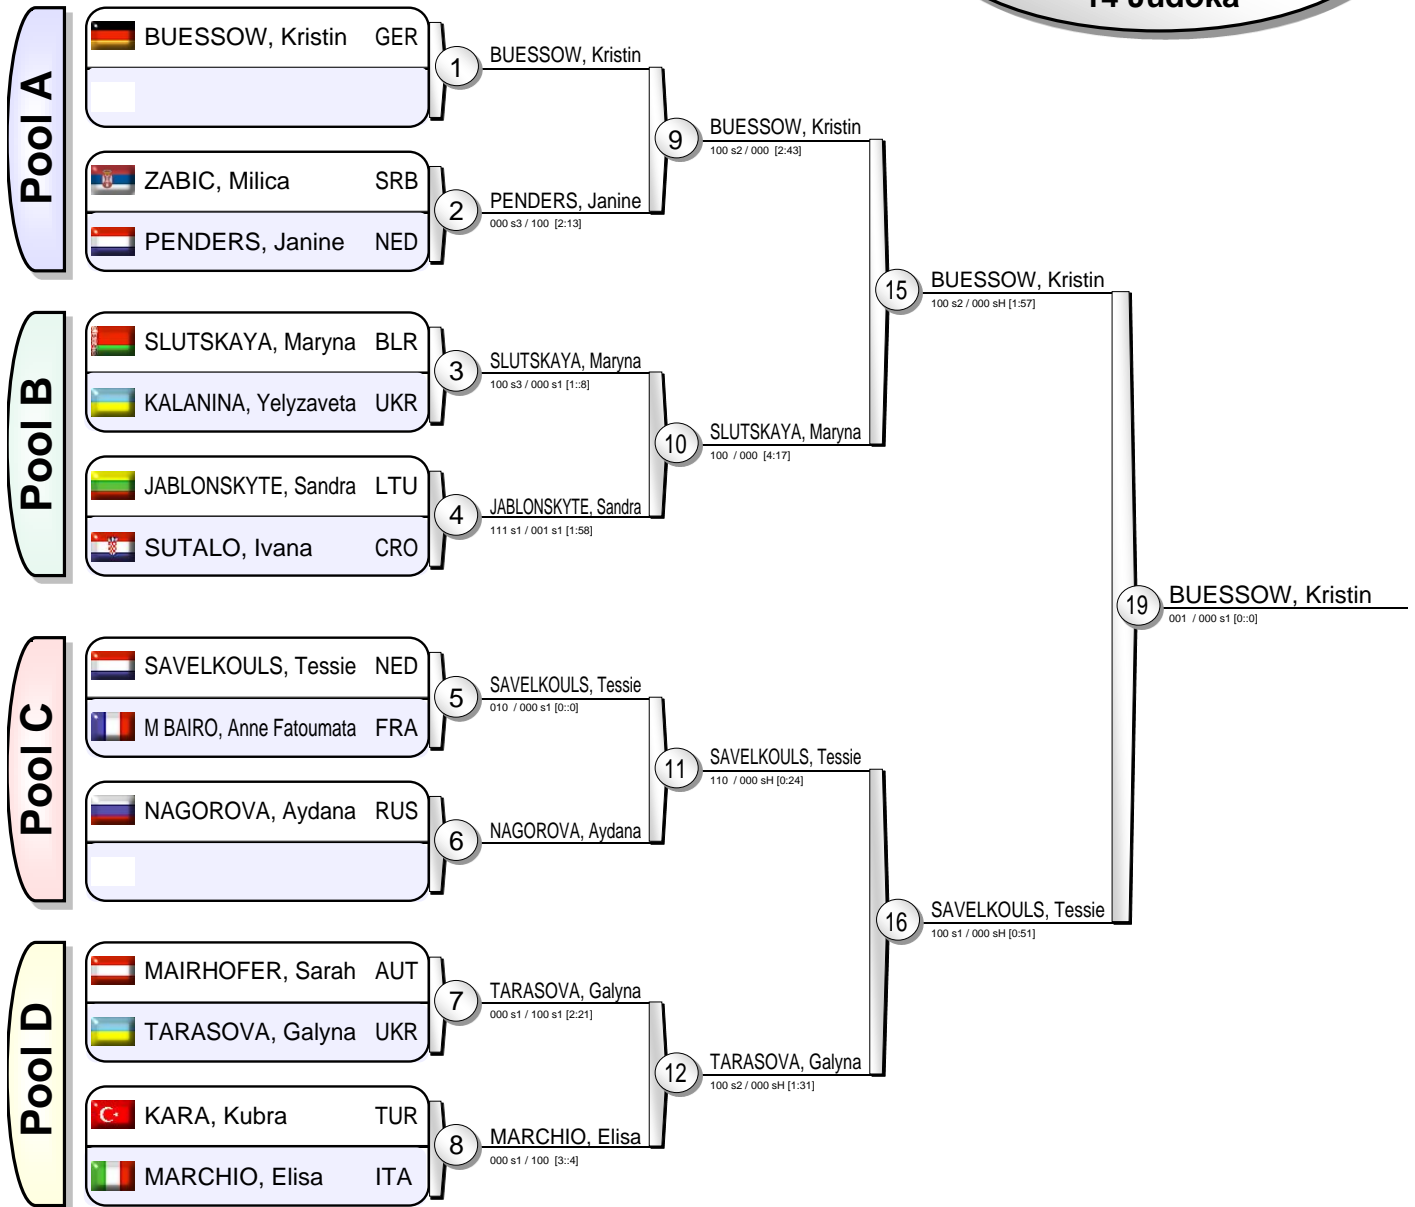 14 Judoka
Pool A
BUESSOW, Kristin GER
ZABIC, Milica SRB
PENDERS, Janine NED
Pool B
SLUTSKAYA, Maryna BLR
KALANINA, Yelyzaveta UKR
JABLONSKYTE, Sandra LTU
SUTALO, Ivana CRO
Pool C
SAVELKOULS, Tessie NED
M BAIRO, Anne Fatoumata FRA
NAGOROVA, Aydana RUS
Pool D
MAIRHOFER, Sarah AUT
TARASOVA, Galyna UKR
KARA, Kubra TUR
MARCHIO, Elisa ITA
1
BUESSOW, Kristin
2
PENDERS, Janine
000 s3 / 100 [2:13]
3
SLUTSKAYA, Maryna
100 s3 / 000 s1 [1::8]
4
JABLONSKYTE, Sandra
111 s1 / 001 s1 [1:58]
5
SAVELKOULS, Tessie
010 / 000 s1 [0::0]
6
NAGOROVA, Aydana
7
TARASOVA, Galyna
000 s1 / 100 s1 [2:21]
8
MARCHIO, Elisa
000 s1 / 100 [3::4]
9
BUESSOW, Kristin
100 s2 / 000 [2:43]
10
SLUTSKAYA, Maryna
100 / 000 [4:17]
11
SAVELKOULS, Tessie
110 / 000 sH [0:24]
12
TARASOVA, Galyna
100 s2 / 000 sH [1:31]
15
BUESSOW, Kristin
100 s2 / 000 sH [1:57]
16
SAVELKOULS, Tessie
100 s1 / 000 sH [0:51]
19
BUESSOW, Kristin
001 / 000 s1 [0::0]